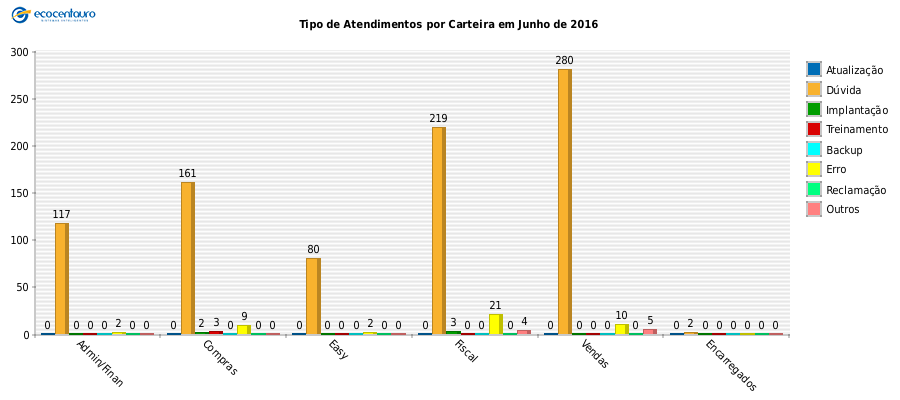 ecocentauro
Tipo de Atendimentos por Carteira em Junho de 2016
300
250
200
150
100
50
0
0 117 0 0 0 2 0 0
0 161 2 3 0 9 0 0
0 80 0 0 0 2 0 0
0 219 3 0 0 21 0 4
0 280 0 0 0 10 0 5
0 2 0 0 0 0 0 0
Admin/Finan
Compras
Easy
Fiscal
Vendas
Encarregados
Atualização
Dúvida
Implantação
Treinamento
Backup
Erro
Reclamação
Outros